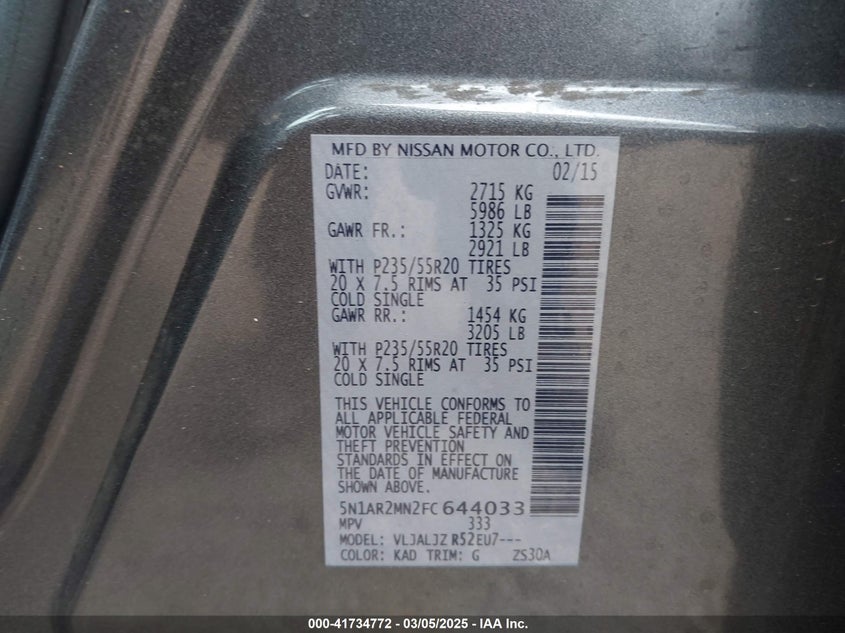 MFD BY NISSAN MOTOR CO., LTD.
DATE: 02/15
GVWR: 2715 KG
5986 LB
GAWR FR.: 1325 KG
2921 LB
WITH P235/55R20 TIRES
20 X 7.5 RIMS AT 35 PSI
COLD SINGLE
GAWR RR.: 1454 KG
3205 LB
WITH P235/55R20 TIRES
20 X 7.5 RIMS AT 35 PSI
COLD SINGLE
THIS VEHICLE CONFORMS TO
ALL APPLICABLE FEDERAL
MOTOR VEHICLE SAFETY AND
THEFT PREVENTION
STANDARDS IN EFFECT ON
THE DATE OF MANUFACTURE
SHOWN ABOVE.
5N1AR2MN2FC644033
MPV 333
MODEL: VLJALJZ R52EU7---
COLOR: KAD TRIM: G ZS30A
000-41734772 — 03/05/2025 — IAA Inc.